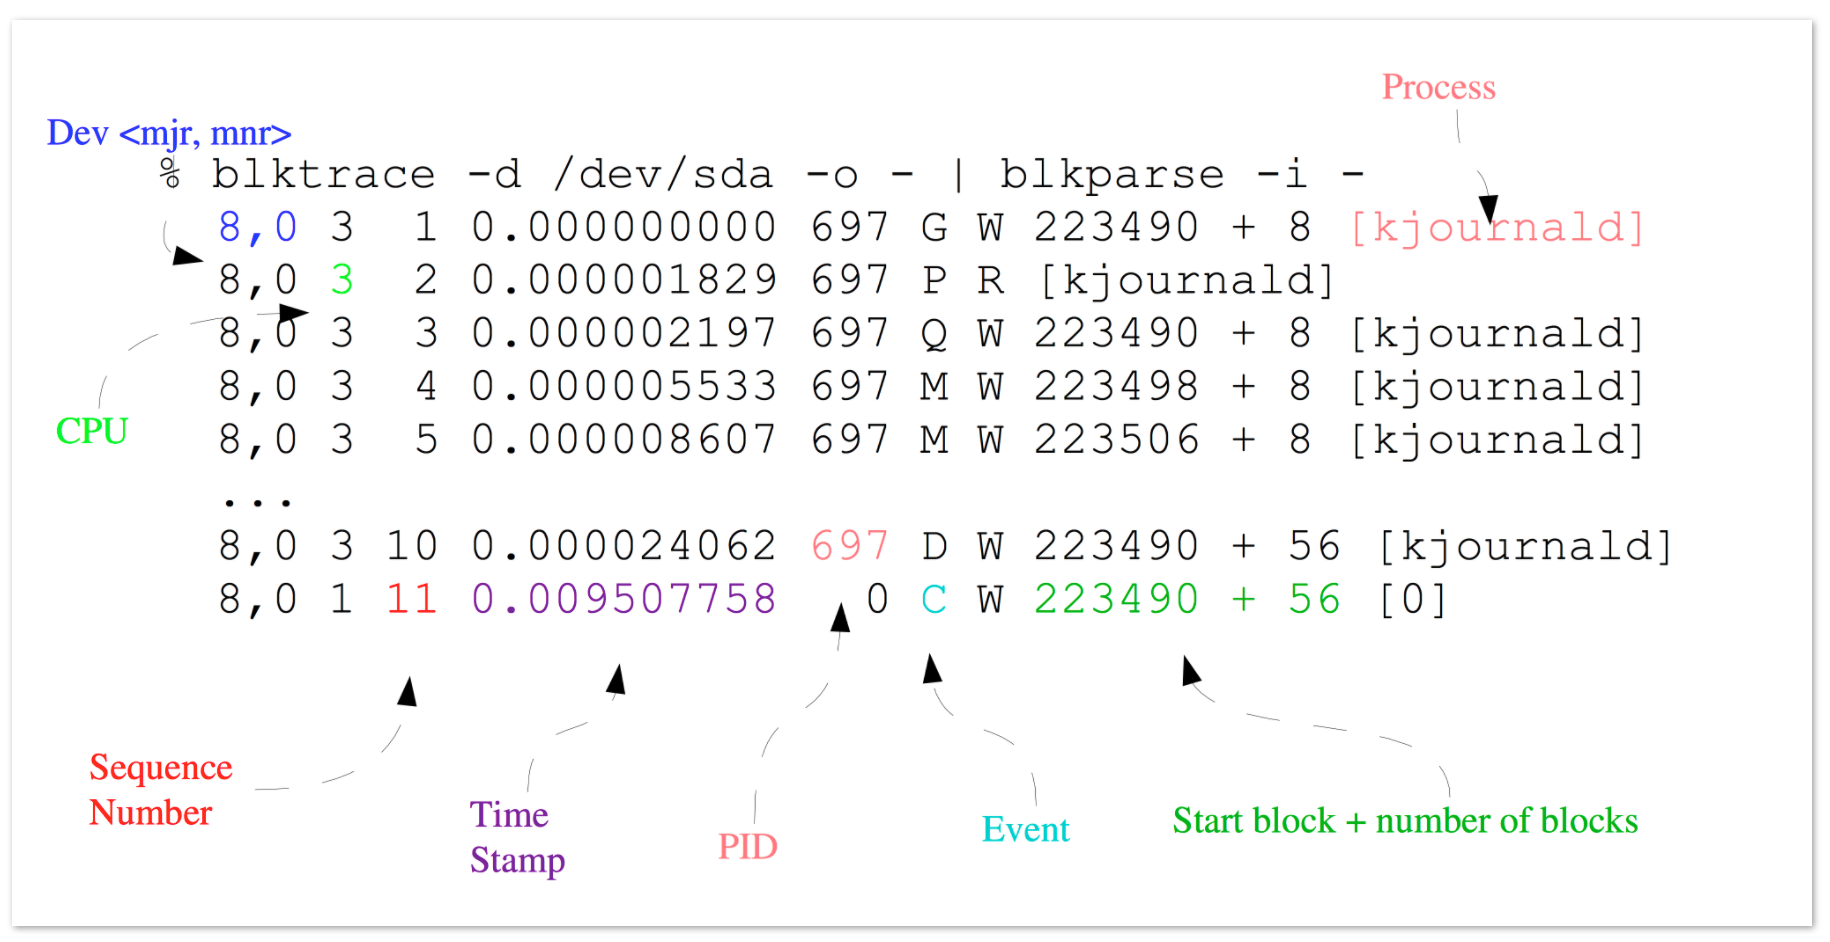 Process
Dev <mjr, mnr>
% blktrace -d /dev/sda -o - | blkparse -i -
8,0 3 1 0.000000000 697 G W 223490 + 8 [kjournald]
8,0 3 2 0.000001829 697 P R [kjournald]
8,0 3 3 0.000002197 697 Q W 223490 + 8 [kjournald]
8,0 3 4 0.000005533 697 M W 223498 + 8 [kjournald]
CPU
8,0 3 5 0.000008607 697 M W 223506 + 8 [kjournald]
...
8,0 3 10 0.000024062 697 D W 223490 + 56 [kjournald]
8,0 1 11 0.009507758 0 C W 223490 + 56 [0]
Sequence
Number
Time
Stamp
PID
Event
Start block + number of blocks